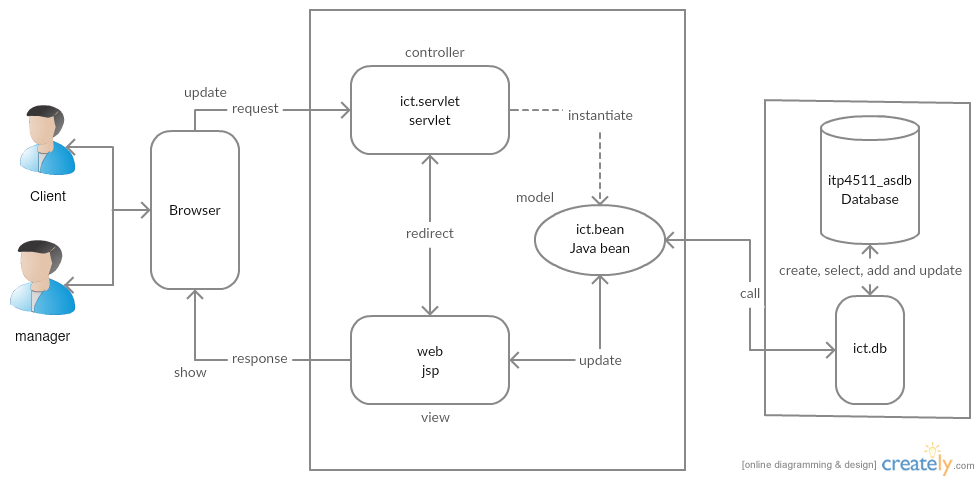 controller
ict.servlet
servlet
update
request
instantiate
Client
Browser
model
ict.bean
Java bean
itp4511_asdb
Database
redirect
create, select, add and update
call
manager
web
jsp
view
response
show
update
ict.db
[online diagramming & design] creately.com